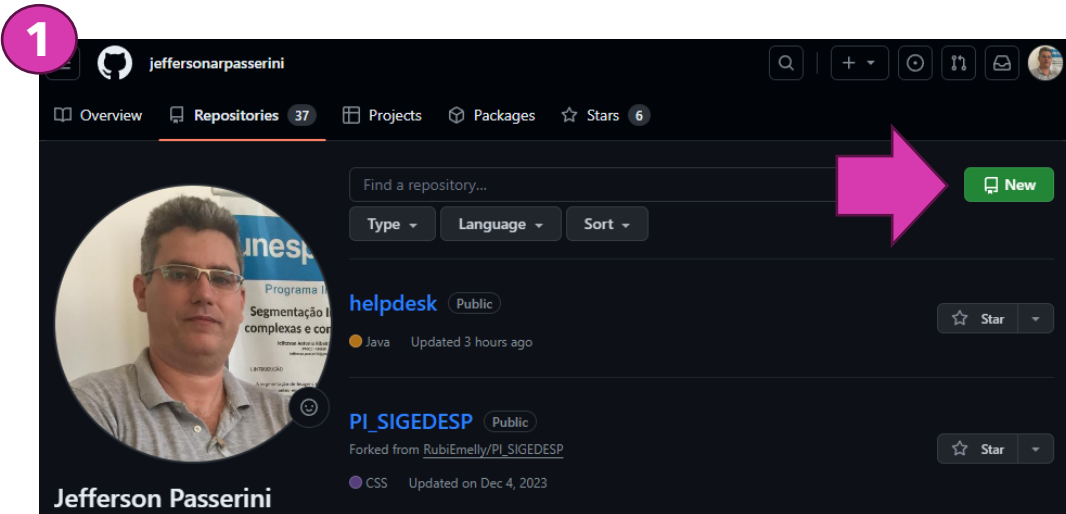 1
jeffersonarpasserini
Overview Repositories 37 Projects Packages Stars 6
Find a repository...
New
Type Language Sort
unesp
Programa I
Segmentação I
complexas e con
helpdesk Public
Star
Java Updated 3 hours ago
PI_SIGEDESP Public
Forked from RubiEmelly/PI_SIGEDESP
Star
CSS Updated on Dec 4, 2023
Jefferson Passerini